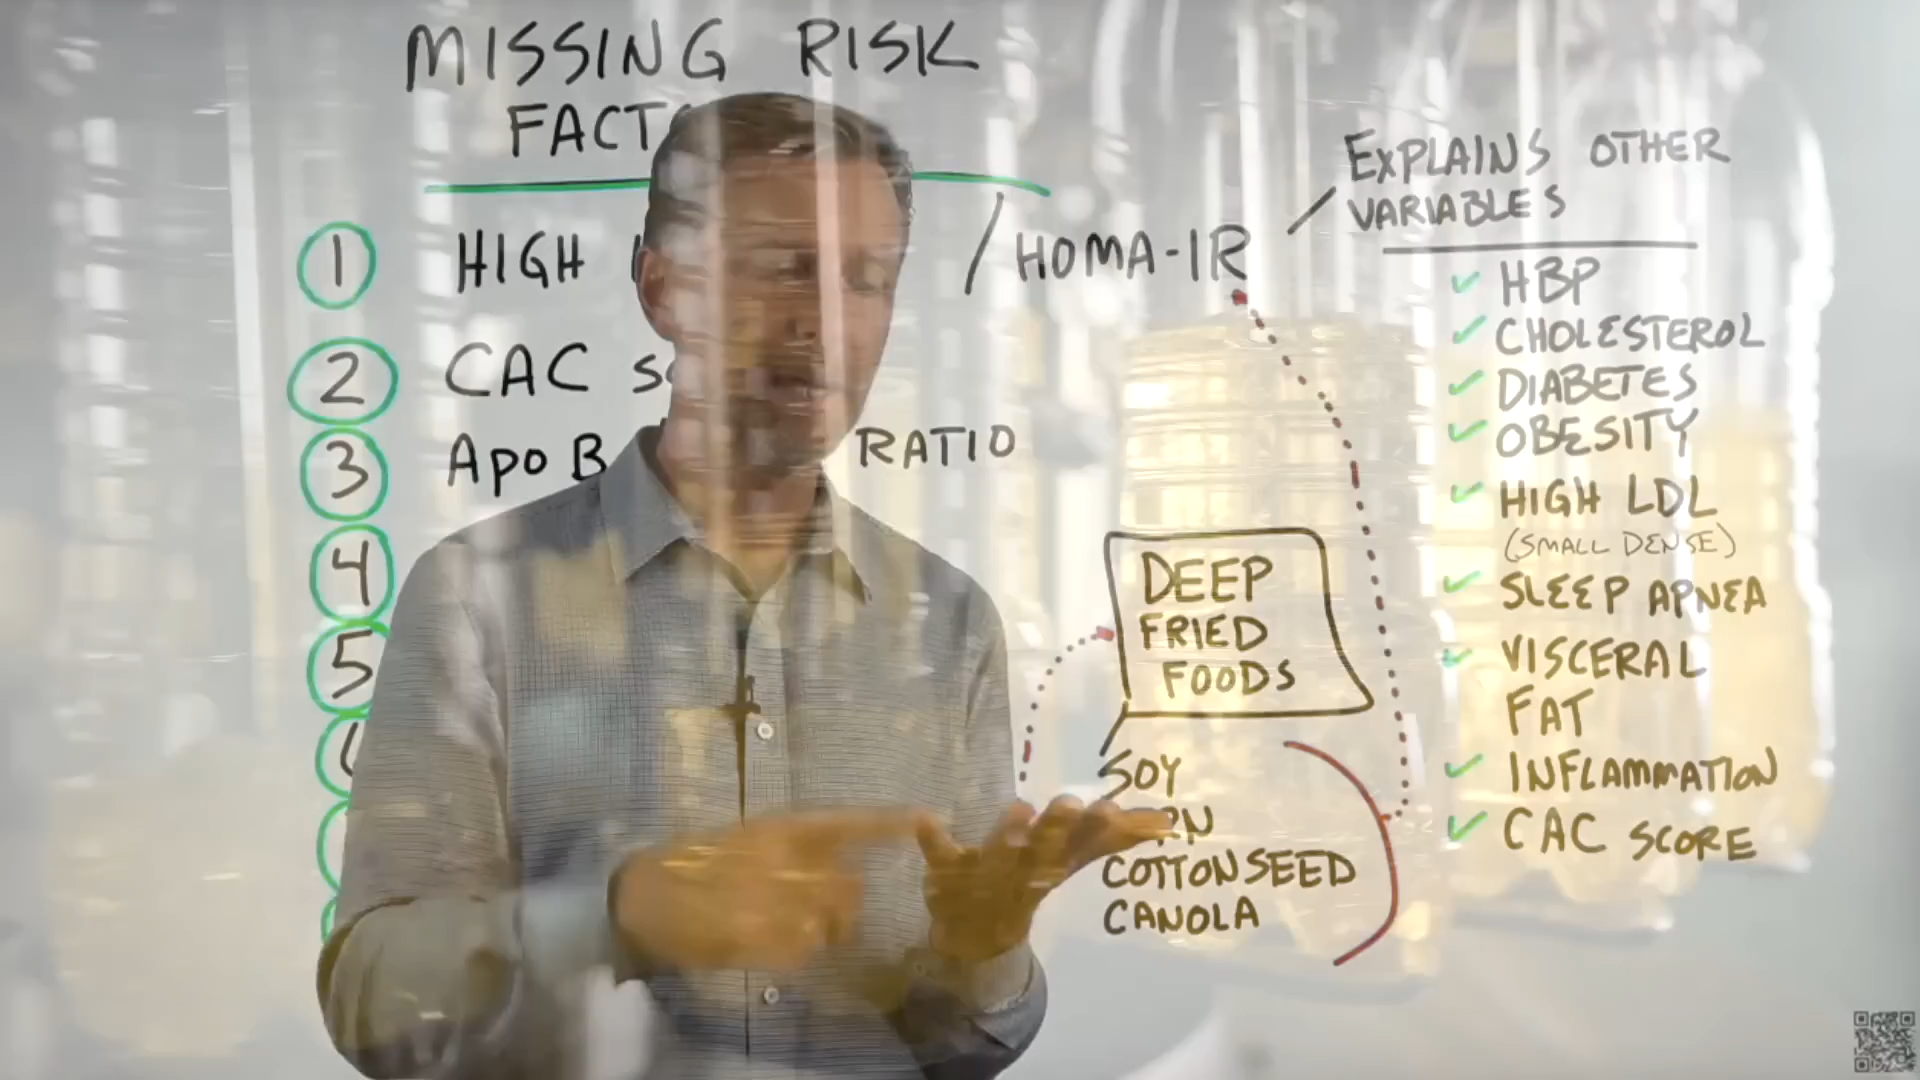 MISSING RISK
FACT
1 HIGH / HOMA-IR
2 CAC
3 Apo B RATIO
4
5
EXPLAINS OTHER
VARIABLES
HBP
CHOLESTEROL
DIABETES
OBESITY
HIGH LDL
(SMALL DENSE)
SLEEP APNEA
VISCERAL
FAT
INFLAMMATION
CAC SCORE
DEEP
FRIED
FOODS
SOY
RN
COTTONSEED
CANOLA